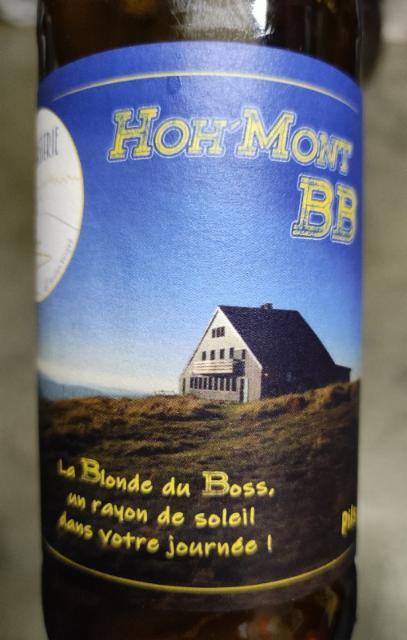 Hoh'Mont
BB
La Blonde du Boss,
un rayon de soleil
dans votre journée !